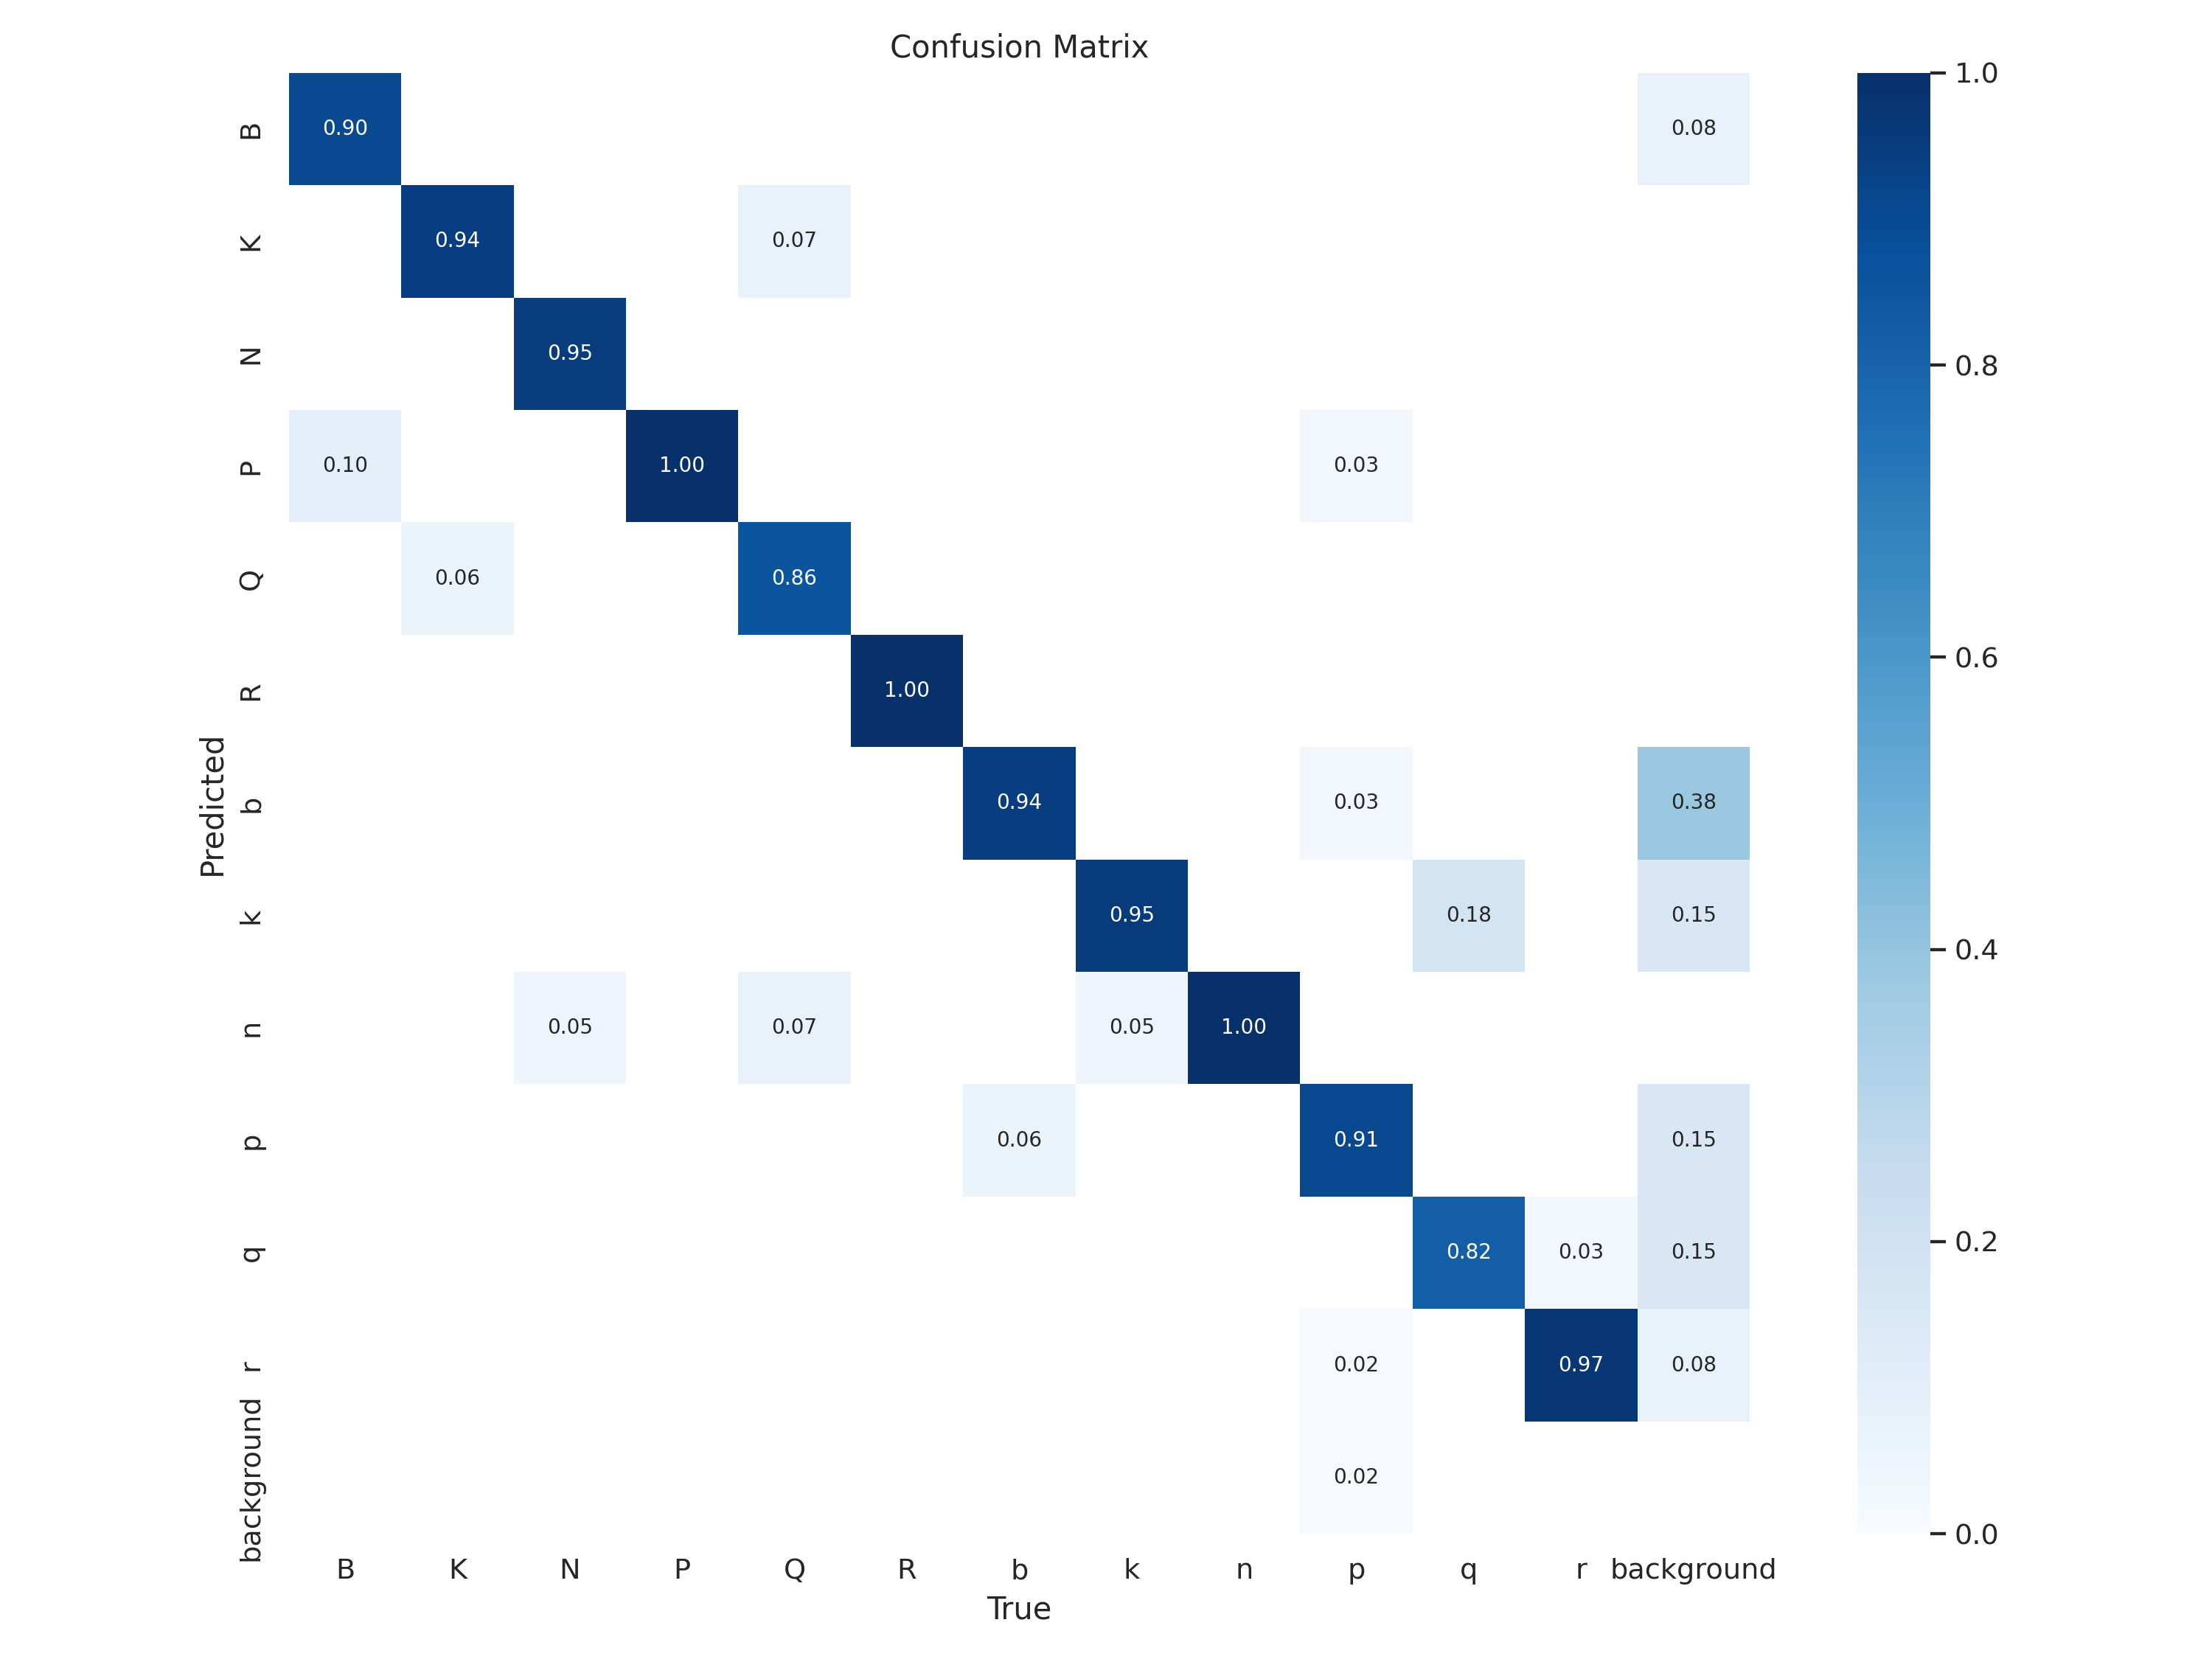 Confusion Matrix
B 0.90 0.08 1.0
K 0.94 0.07
N 0.95 0.8
P 0.10 1.00 0.03
Q 0.06 0.86
R 1.00 0.6
b 0.94 0.03 0.38
k 0.95 0.18 0.15 0.4
n 0.05 0.07 0.05 1.00
p 0.06 0.91 0.15
q 0.82 0.03 0.15 0.2
r 0.02 0.97 0.08
background 0.02 0.0
Predicted
B K N P Q R b k n p q r background
True